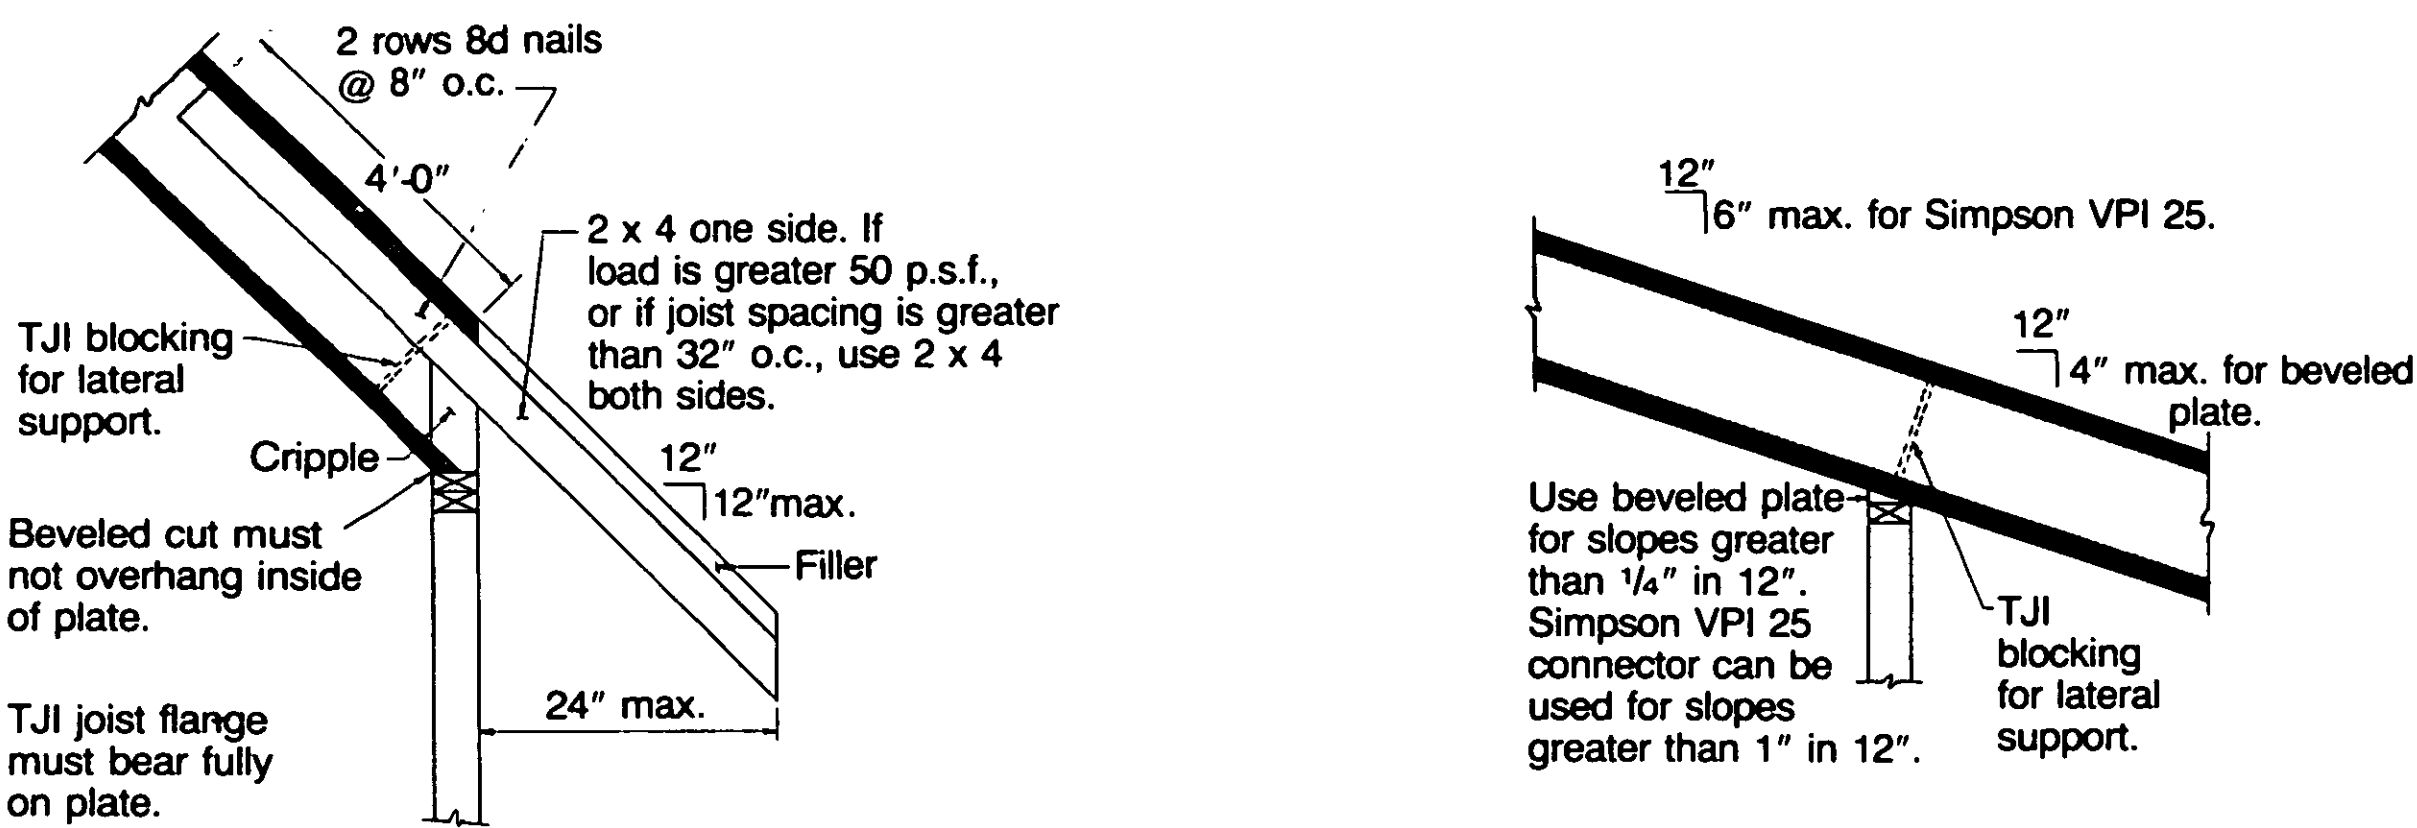 2 rows 8d nails
@ 8" o.c.
4'-0"
2 x 4 one side. If
load is greater 50 p.s.f.,
or if joist spacing is greater
than 32" o.c., use 2 x 4
both sides.
TJI blocking
for lateral
support.
Cripple
12"
12"max.
Beveled cut must
not overhang inside
of plate.
Filler
24" max.
TJI joist flange
must bear fully
on plate.
12"
6" max. for Simpson VPI 25.
12"
4" max. for beveled
plate.
Use beveled plate
for slopes greater
than 1/4" in 12".
Simpson VPI 25
connector can be
used for slopes
greater than 1" in 12".
TJI
blocking
for lateral
support.